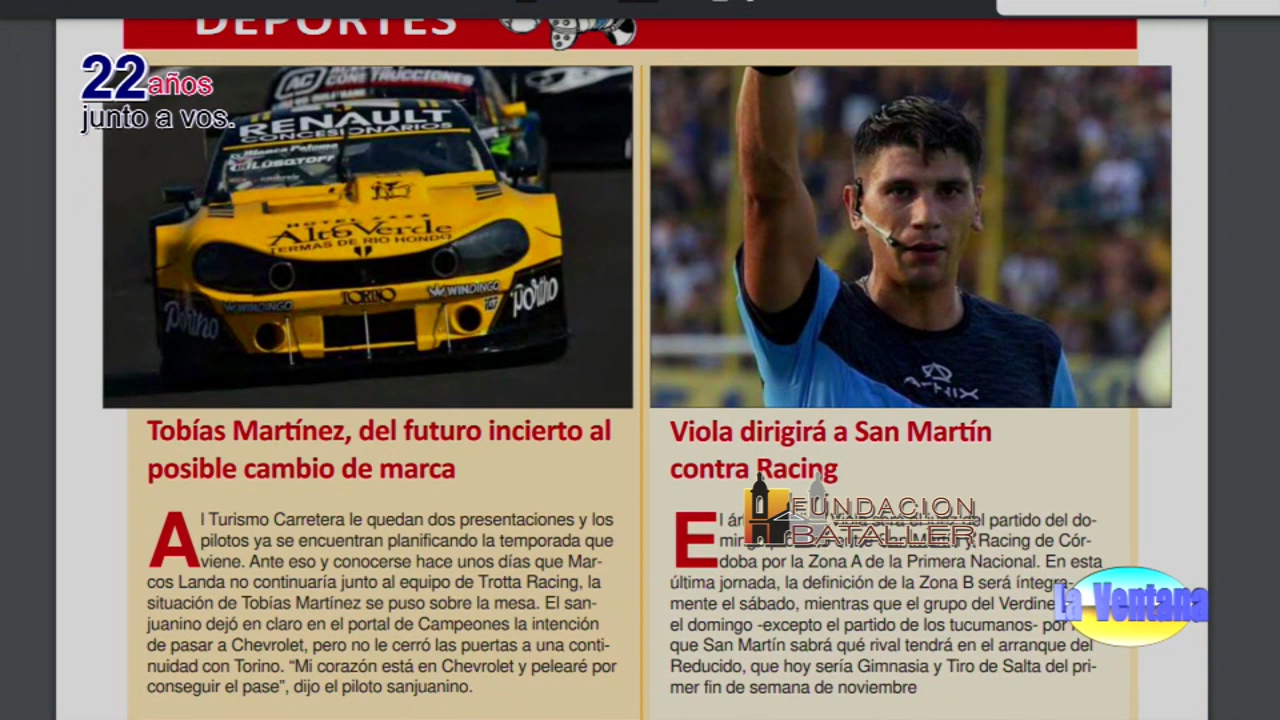 DEPORTES
22 años
junto a vos.
AC CONSTRUCCIONES
RENAULT
CONCESIONARIOS
Blanca Paloma
LÜSQTOFF
HOTEL ****
Alto Verde
TERMAS DE RIO HONDO
WINDINGO
TORINO
WINDINGO
107
portho
portho
Tobías Martínez, del futuro incierto al
posible cambio de marca
Al Turismo Carretera le quedan dos presentaciones y los
pilotos ya se encuentran planificando la temporada que
viene. Ante eso y conocerse hace unos días que Mar-
cos Landa no continuaría junto al equipo de Trotta Racing, la
situación de Tobías Martínez se puso sobre la mesa. El san-
juanino dejó en claro en el portal de Campeones la intención
de pasar a Chevrolet, pero no le cerró las puertas a una conti-
nuidad con Torino. “Mi corazón está en Chevrolet y pelearé por
conseguir el pase”, dijo el piloto sanjuanino.
Viola dirigirá a San Martín
contra Racing
El partido del do-
Racing de Cór-
doba por la Zona A de la Primera Nacional. En esta
última jornada, la definición de la Zona B será íntegra-
mente el sábado, mientras que el grupo del Verdine
el domingo -excepto el partido de los tucumanos- por
que San Martín sabrá qué rival tendrá en el arranque del
Reducido, que hoy sería Gimnasia y Tiro de Salta del pri-
mer fin de semana de noviembre
FUNDACION
BATALLER
la Ventana